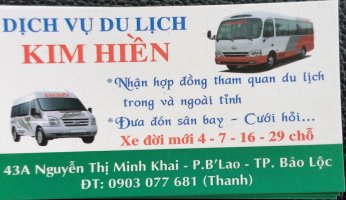 DỊCH VỤ DU LỊCH
KIM HIỀN
*Nhận hợp đồng tham quan du lịch
trong và ngoài tỉnh
*Đưa đón sân bay ~ Cưới hỏi...
Xe đời mới 4 - 7 - 16 - 29 chỗ
KIM HIỀN
43A Nguyễn Thị Minh Khai - P.B'Lao - TP. Bảo Lộc
ĐT: 0903 077 681 (Thanh)